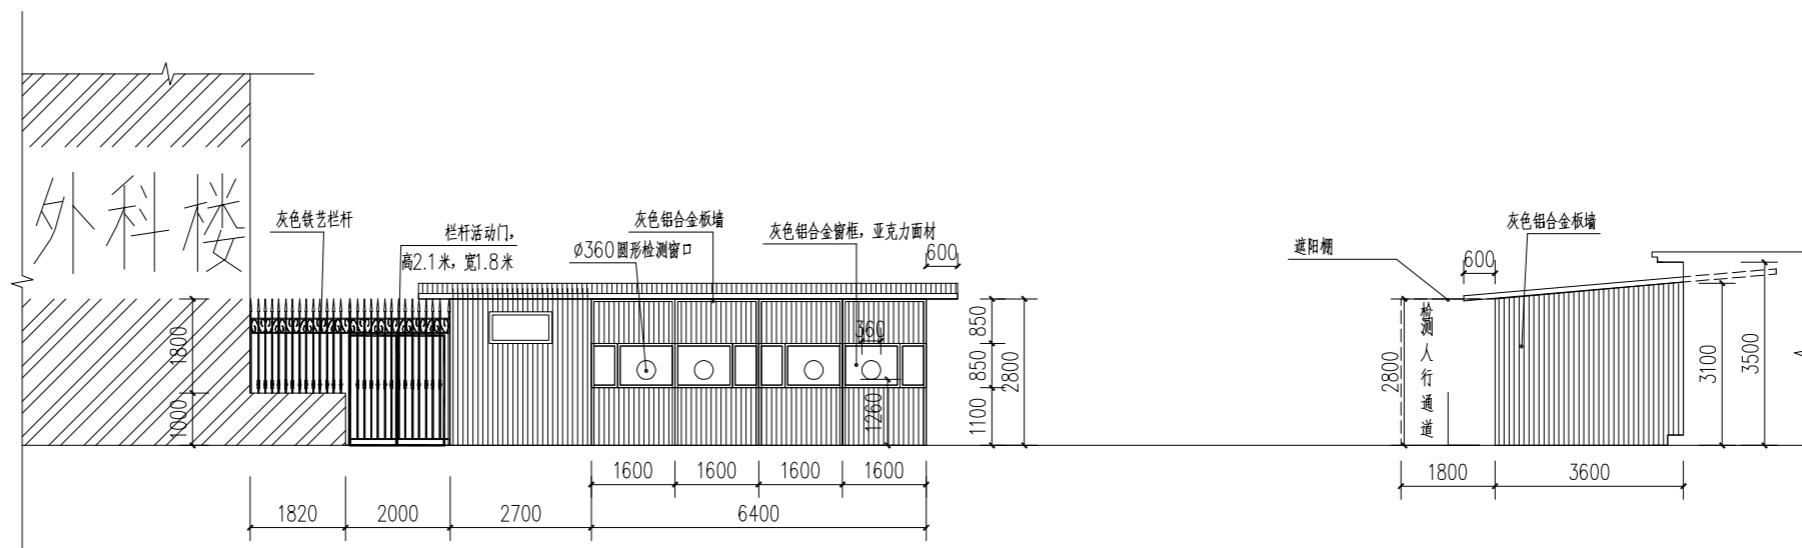 外科楼
灰色铁艺栏杆
栏杆活动门，
高2.1米，宽1.8米
灰色铝合金板墙
Ø360圆形检测窗口
灰色铝合金窗框，亚克力面材
600
1800
1000
360
1260
850
850
1100
2800
1600
1600
1600
1600
1820
2000
2700
6400
遮阳棚
灰色铝合金板墙
600
2800
检测人行通道
3100
3500
1800
3600